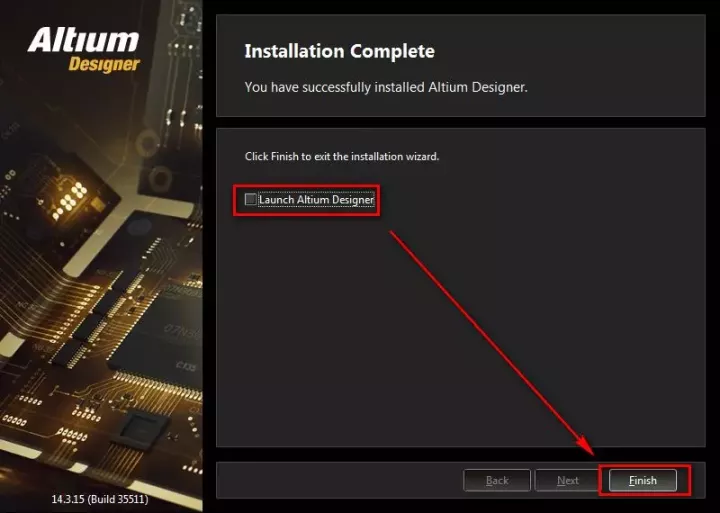 Altium
Designer
Installation Complete
You have successfully installed Altium Designer.
Click Finish to exit the installation wizard.
Launch Altium Designer
Back
Next
Finish
14.3.15 (Build 35511)